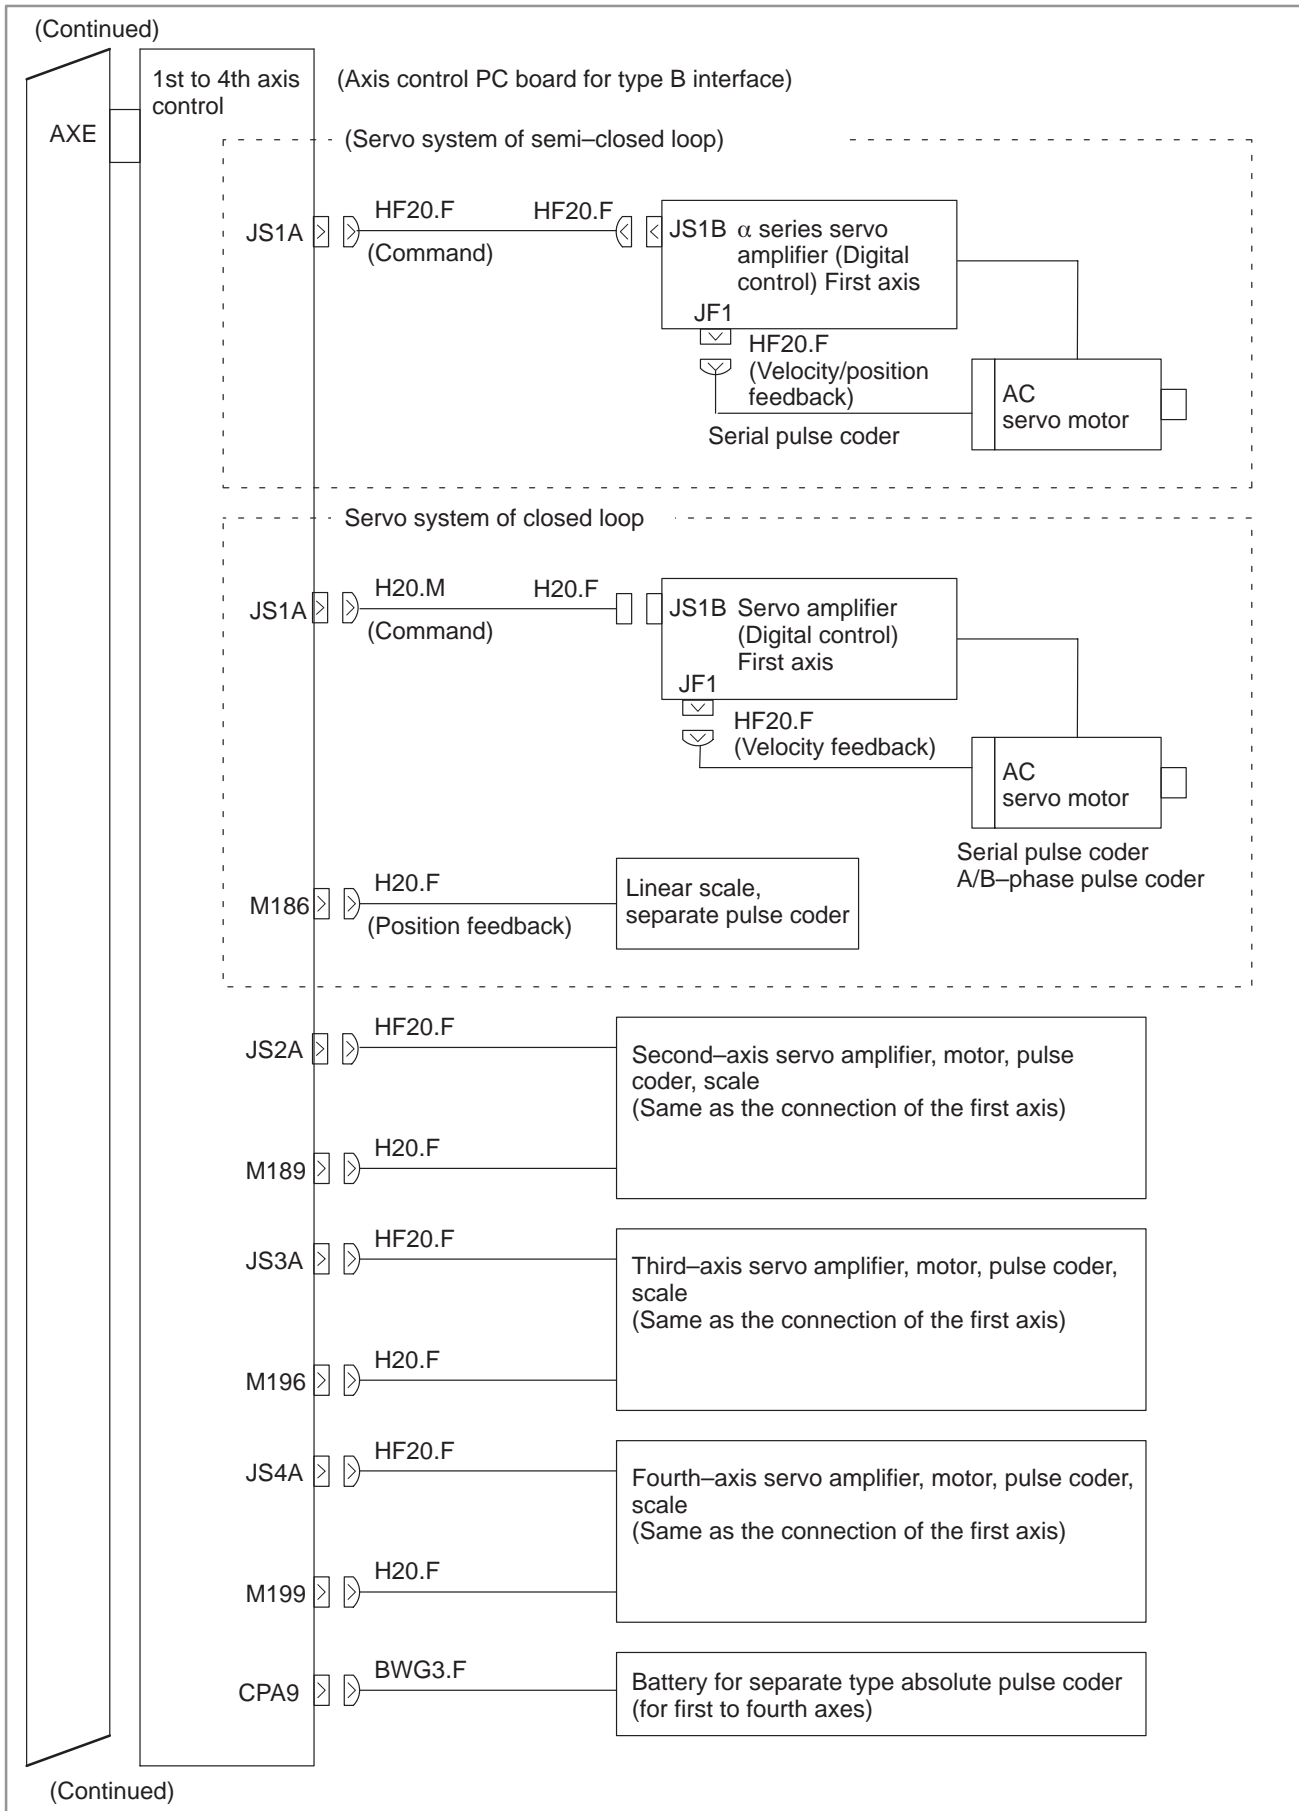 (Continued)
1st to 4th axis
control
(Axis control PC board for type B interface)
AXE
(Servo system of semi–closed loop)
JS1A
HF20.F
(Command)
HF20.F
JS1B
α series servo
amplifier (Digital
control) First axis
JF1
HF20.F
(Velocity/position
feedback)
Serial pulse coder
AC
servo motor
Servo system of closed loop
JS1A
H20.M
(Command)
H20.F
JS1B
Servo amplifier
(Digital control)
First axis
JF1
HF20.F
(Velocity feedback)
AC
servo motor
Serial pulse coder
A/B–phase pulse coder
M186
H20.F
(Position feedback)
Linear scale,
separate pulse coder
JS2A
HF20.F
Second–axis servo amplifier, motor, pulse
coder, scale
(Same as the connection of the first axis)
M189
H20.F
JS3A
HF20.F
Third–axis servo amplifier, motor, pulse coder,
scale
(Same as the connection of the first axis)
M196
H20.F
JS4A
HF20.F
Fourth–axis servo amplifier, motor, pulse coder,
scale
(Same as the connection of the first axis)
M199
H20.F
CPA9
BWG3.F
Battery for separate type absolute pulse coder
(for first to fourth axes)
(Continued)